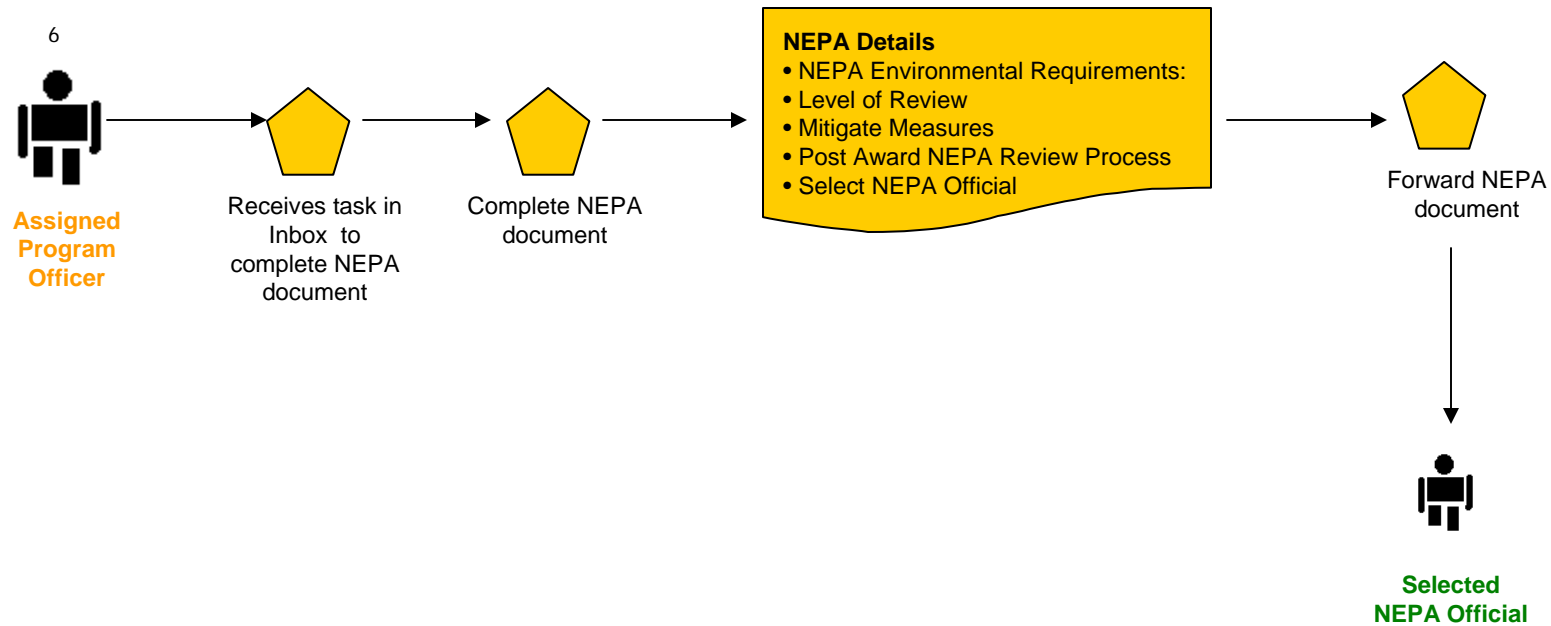 6
Assigned
Program
Officer
Receives task in
Inbox to
complete NEPA
document
Complete NEPA
document
NEPA Details
• NEPA Environmental Requirements:
• Level of Review
• Mitigate Measures
• Post Award NEPA Review Process
• Select NEPA Official
Forward NEPA
document
Selected
NEPA Official